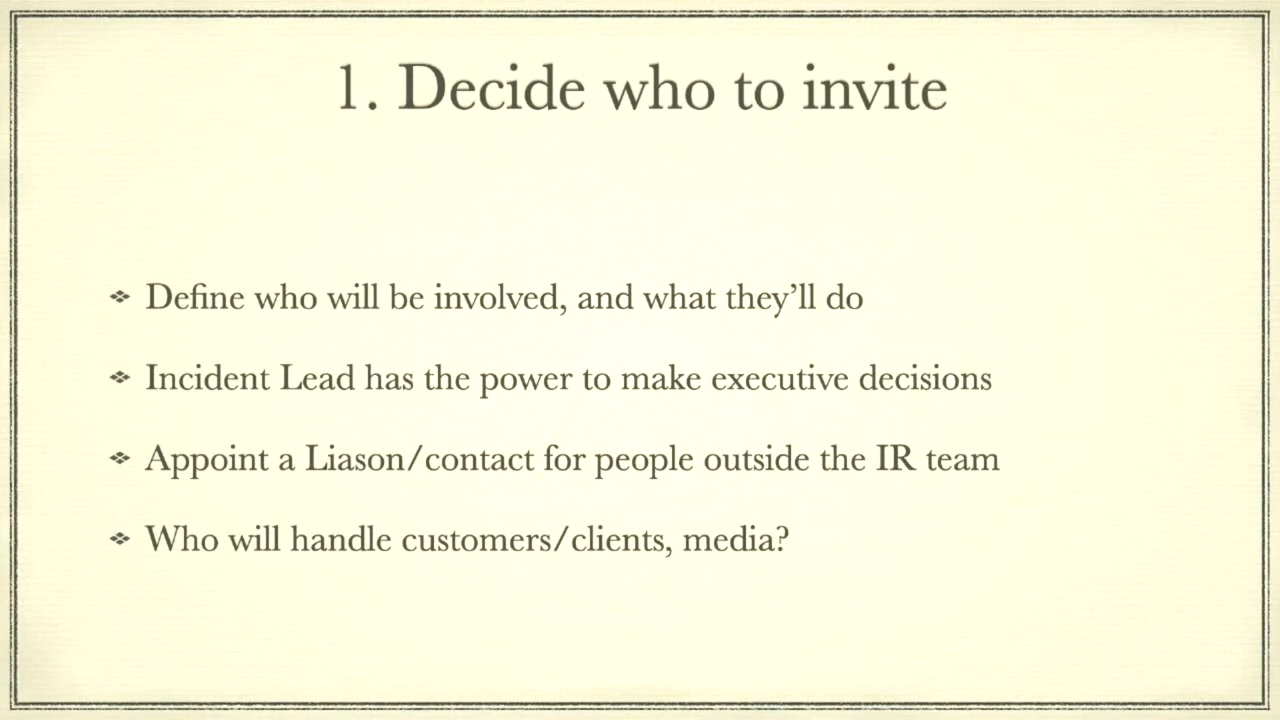 1. Decide who to invite
Define who will be involved, and what they’ll do
Incident Lead has the power to make executive decisions
Appoint a Liason/contact for people outside the IR team
Who will handle customers/clients, media?